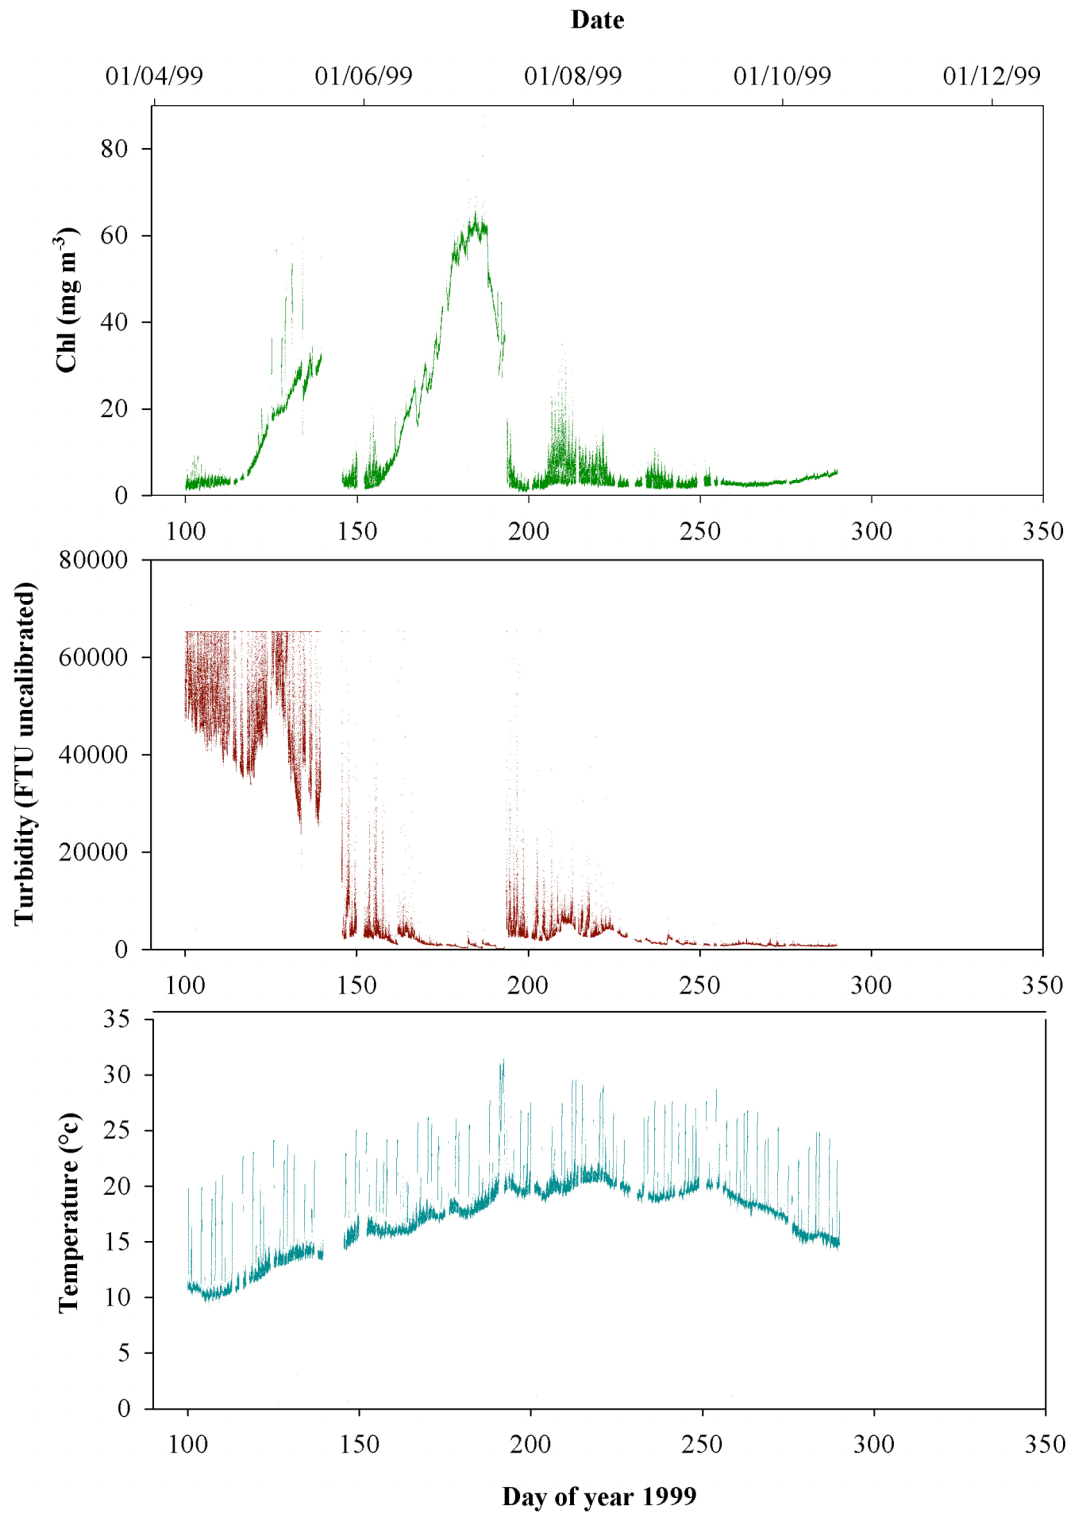 Date
01/04/99 01/06/99 01/08/99 01/10/99 01/12/99
80
60
40
20
0
Chl (mg m-3)
100 150 200 250 300 350
80000
60000
40000
20000
0
Turbidity (FTU uncalibrated)
100 150 200 250 300 350
35
30
25
20
15
10
5
0
Temperature (°c)
100 150 200 250 300 350
Day of year 1999